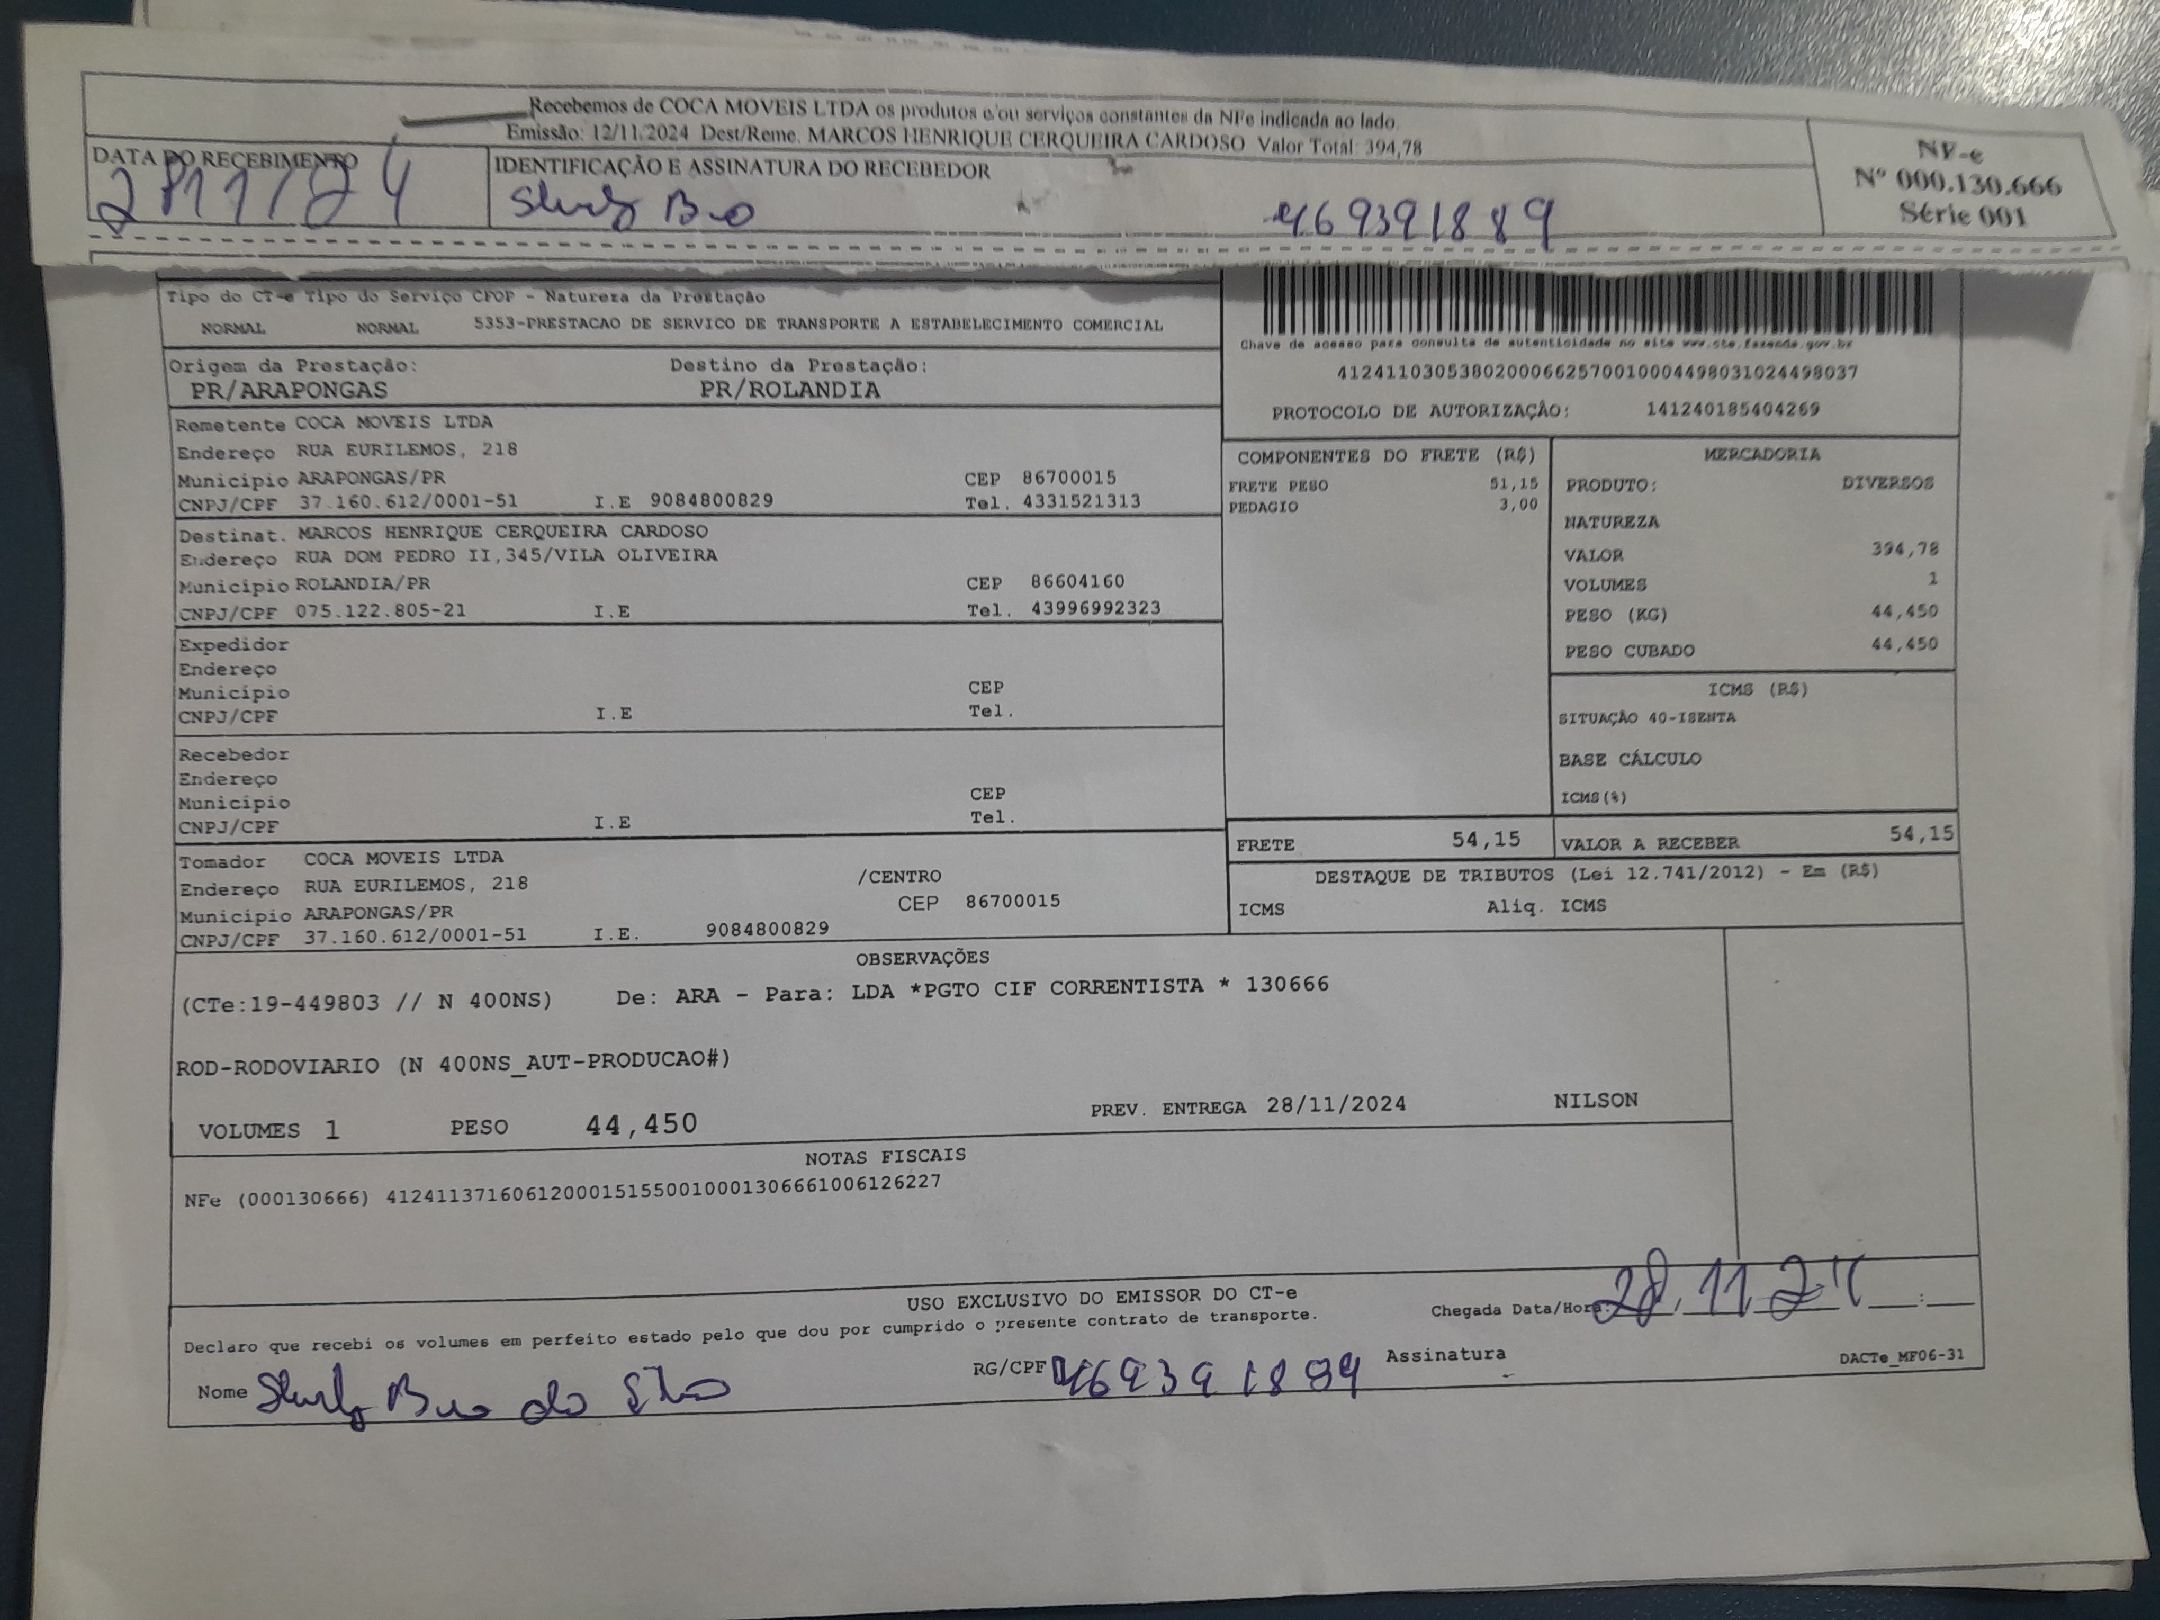 Recebemos de COCA MOVEIS LTDA os produtos e/ou serviços constantes da NFe indicada ao lado.
Emissão: 12/11/2024 Dest/Reme. MARCOS HENRIQUE CERQUEIRA CARDOSO Valor Total: 394,78
DATA DO RECEBIMENTO IDENTIFICAÇÃO E ASSINATURA DO RECEBEDOR
469391889
NF-e
Nº 000.130.666
Série 001
Tipo do CT-e Tipo do Serviço CFOP - Natureza da Prestação
NORMAL NORMAL 5353-PRESTACAO DE SERVICO DE TRANSPORTE A ESTABELECIMENTO COMERCIAL
Chave de acesso para consulta de autenticidade no site www.cte.fazenda.gov.br
41241103053802000662570010004498031024498037
PROTOCOLO DE AUTORIZAÇÃO: 141240185404269
Origem da Prestação: Destino da Prestação:
PR/ARAPONGAS PR/ROLANDIA
Remetente COCA MOVEIS LTDA
Endereço RUA EURILEMOS, 218
Município ARAPONGAS/PR CEP 86700015
CNPJ/CPF 37.160.612/0001-51 I.E 9084800829 Tel. 4331521313
Destinat. MARCOS HENRIQUE CERQUEIRA CARDOSO
Endereço RUA DOM PEDRO II,345/VILA OLIVEIRA
Município ROLANDIA/PR CEP 86604160
CNPJ/CPF 075.122.805-21 I.E Tel. 43996992323
Expedidor
Endereço
Município CEP
CNPJ/CPF I.E Tel.
Recebedor
Endereço
Município CEP
CNPJ/CPF I.E Tel.
Tomador COCA MOVEIS LTDA
Endereço RUA EURILEMOS, 218 /CENTRO
Município ARAPONGAS/PR CEP 86700015
CNPJ/CPF 37.160.612/0001-51 I.E. 9084800829
COMPONENTES DO FRETE (R$)
FRETE PESO 51,15
PEDAGIO 3,00
MERCADORIA
PRODUTO: DIVERSOS
NATUREZA
VALOR 394,78
VOLUMES 1
PESO (KG) 44,450
PESO CUBADO 44,450
ICMS (R$)
SITUAÇÃO 40-ISENTA
BASE CÁLCULO
ICMS(%)
FRETE 54,15 VALOR A RECEBER 54,15
DESTAQUE DE TRIBUTOS (Lei 12.741/2012) - Em (R$)
ICMS Aliq. ICMS
OBSERVAÇÕES
(CTe:19-449803 // N 400NS) De: ARA - Para: LDA *PGTO CIF CORRENTISTA * 130666
ROD-RODOVIARIO (N 400NS_AUT-PRODUCAO#)
VOLUMES 1 PESO 44,450 PREV. ENTREGA 28/11/2024 NILSON
NOTAS FISCAIS
NFe (000130666) 41241137160612000151550010001306661006126227
USO EXCLUSIVO DO EMISSOR DO CT-e
Declaro que recebi os volumes em perfeito estado pelo que dou por cumprido o presente contrato de transporte.
Chegada Data/Hora: 28,11,24 :
Nome RG/CPF 469391889 Assinatura DACTe_MF06-31